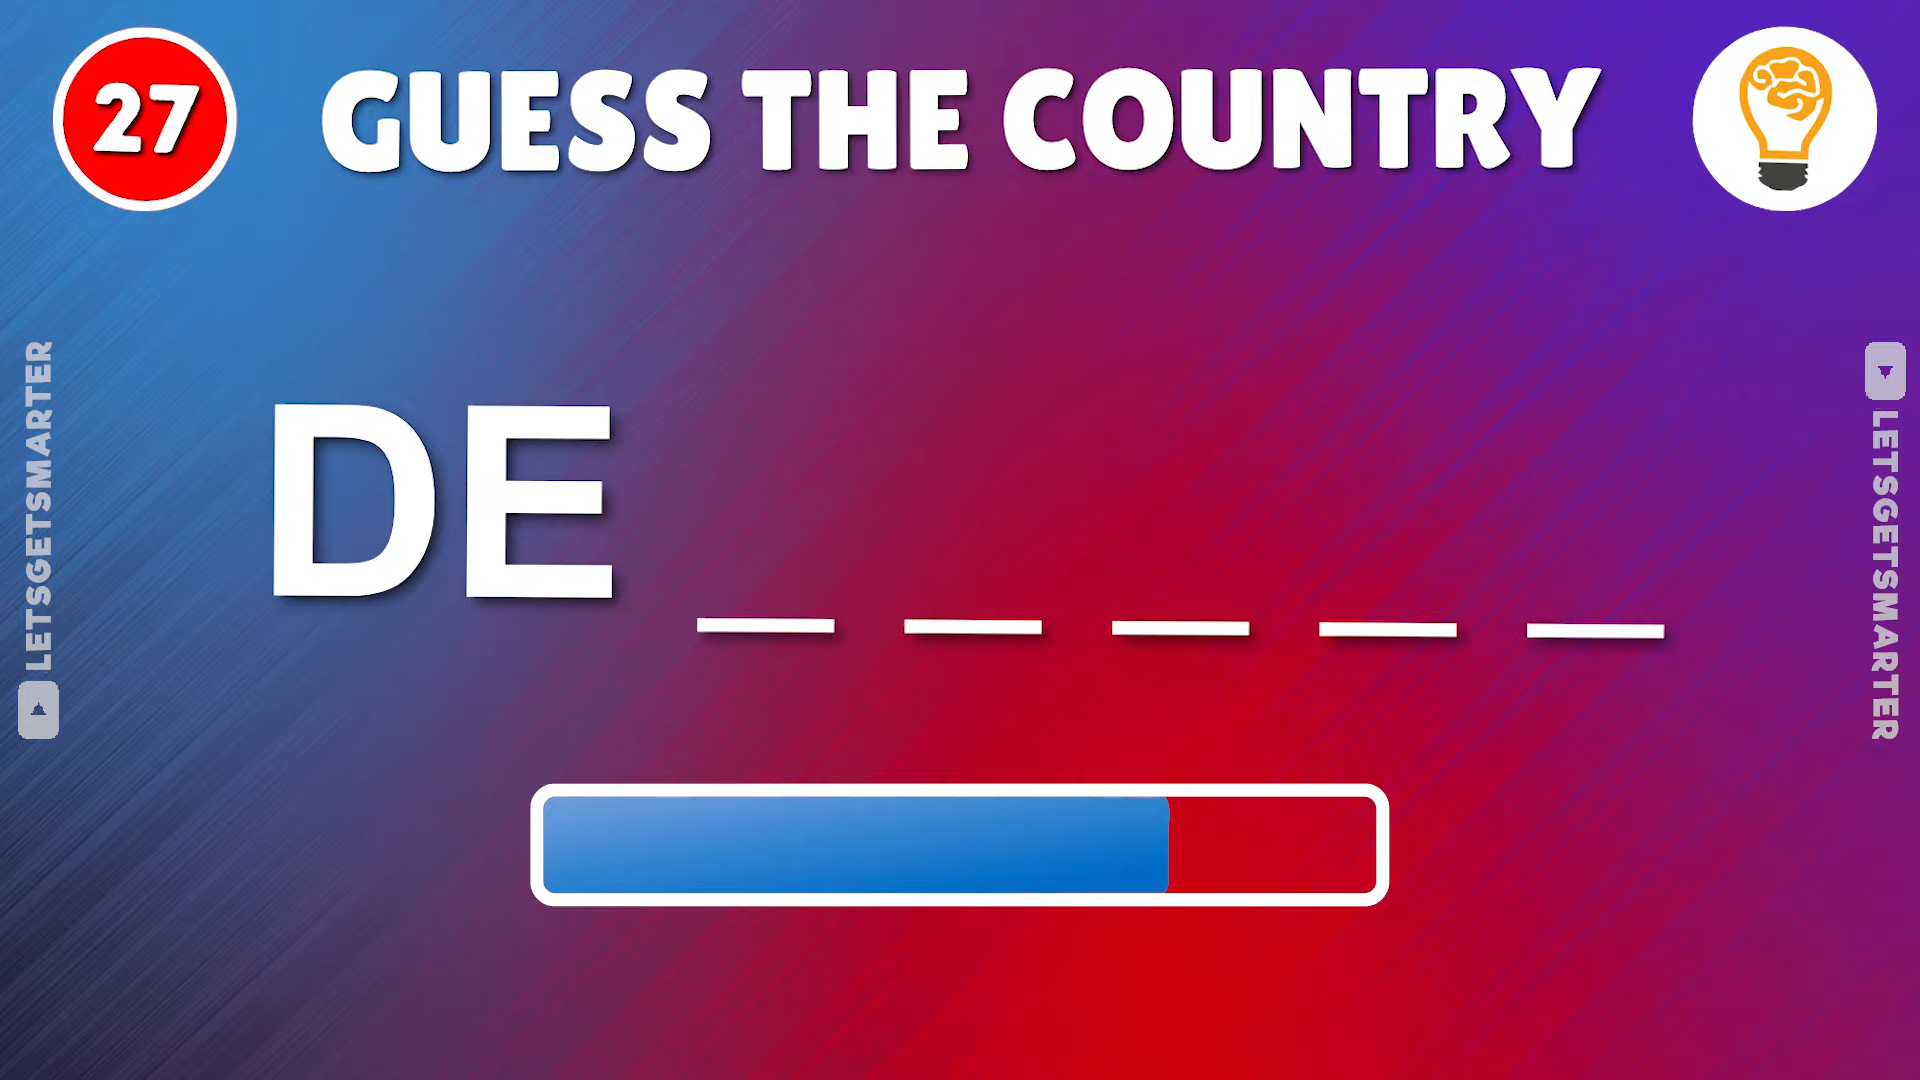 27
GUESS THE COUNTRY
DE _ _ _ _ _
LETSGETSMARTER
LETSGETSMARTER